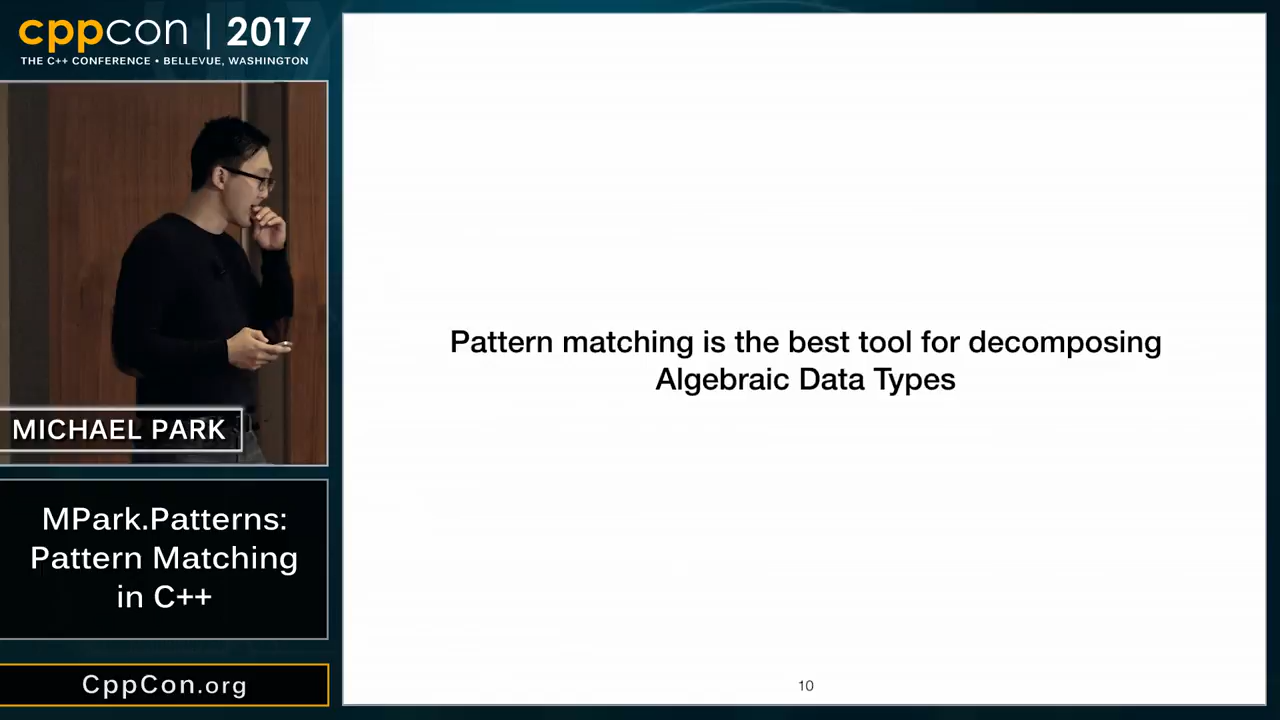 cppcon | 2017
THE C++ CONFERENCE • BELLEVUE, WASHINGTON
MICHAEL PARK
MPark.Patterns:
Pattern Matching
in C++
CppCon.org
Pattern matching is the best tool for decomposing
Algebraic Data Types
10